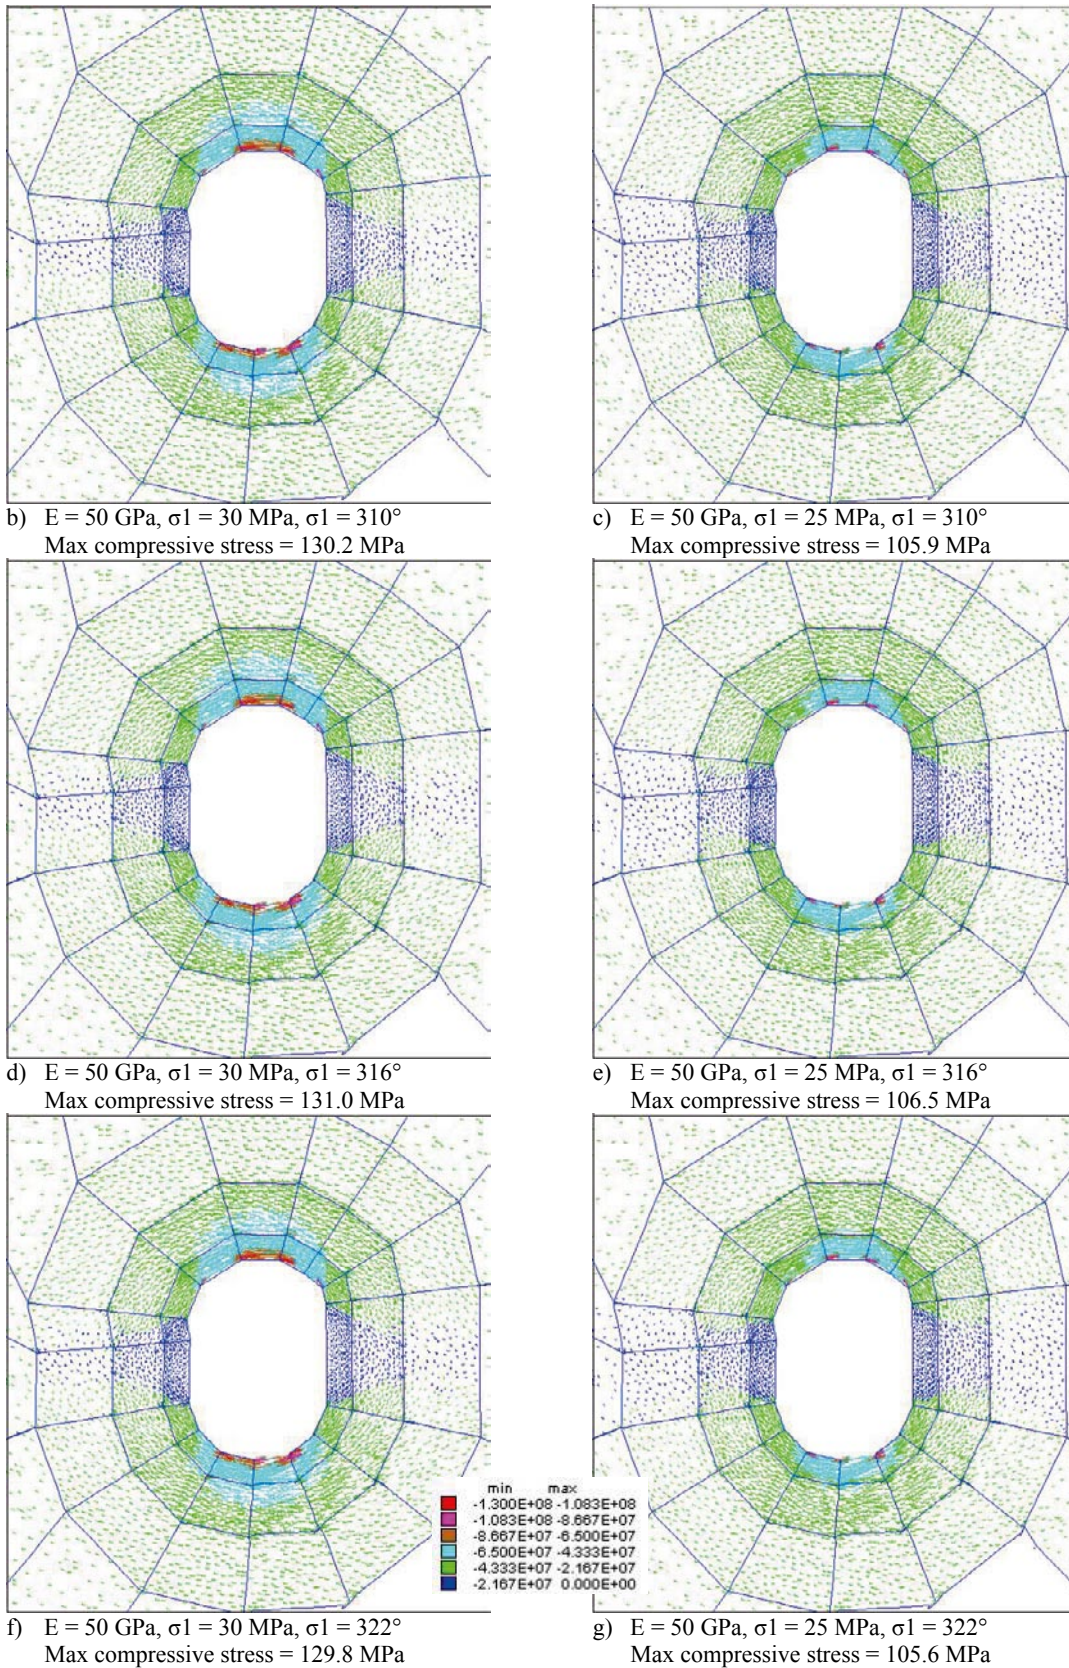 b) E = 50 GPa, σ1 = 30 MPa, σ1 = 310°
Max compressive stress = 130.2 MPa
c) E = 50 GPa, σ1 = 25 MPa, σ1 = 310°
Max compressive stress = 105.9 MPa
d) E = 50 GPa, σ1 = 30 MPa, σ1 = 316°
Max compressive stress = 131.0 MPa
e) E = 50 GPa, σ1 = 25 MPa, σ1 = 316°
Max compressive stress = 106.5 MPa
min max
-1.300E+08 -1.083E+08
-1.083E+08 -8.667E+07
-8.667E+07 -6.500E+07
-6.500E+07 -4.333E+07
-4.333E+07 -2.167E+07
-2.167E+07 0.000E+00
f) E = 50 GPa, σ1 = 30 MPa, σ1 = 322°
Max compressive stress = 129.8 MPa
g) E = 50 GPa, σ1 = 25 MPa, σ1 = 322°
Max compressive stress = 105.6 MPa